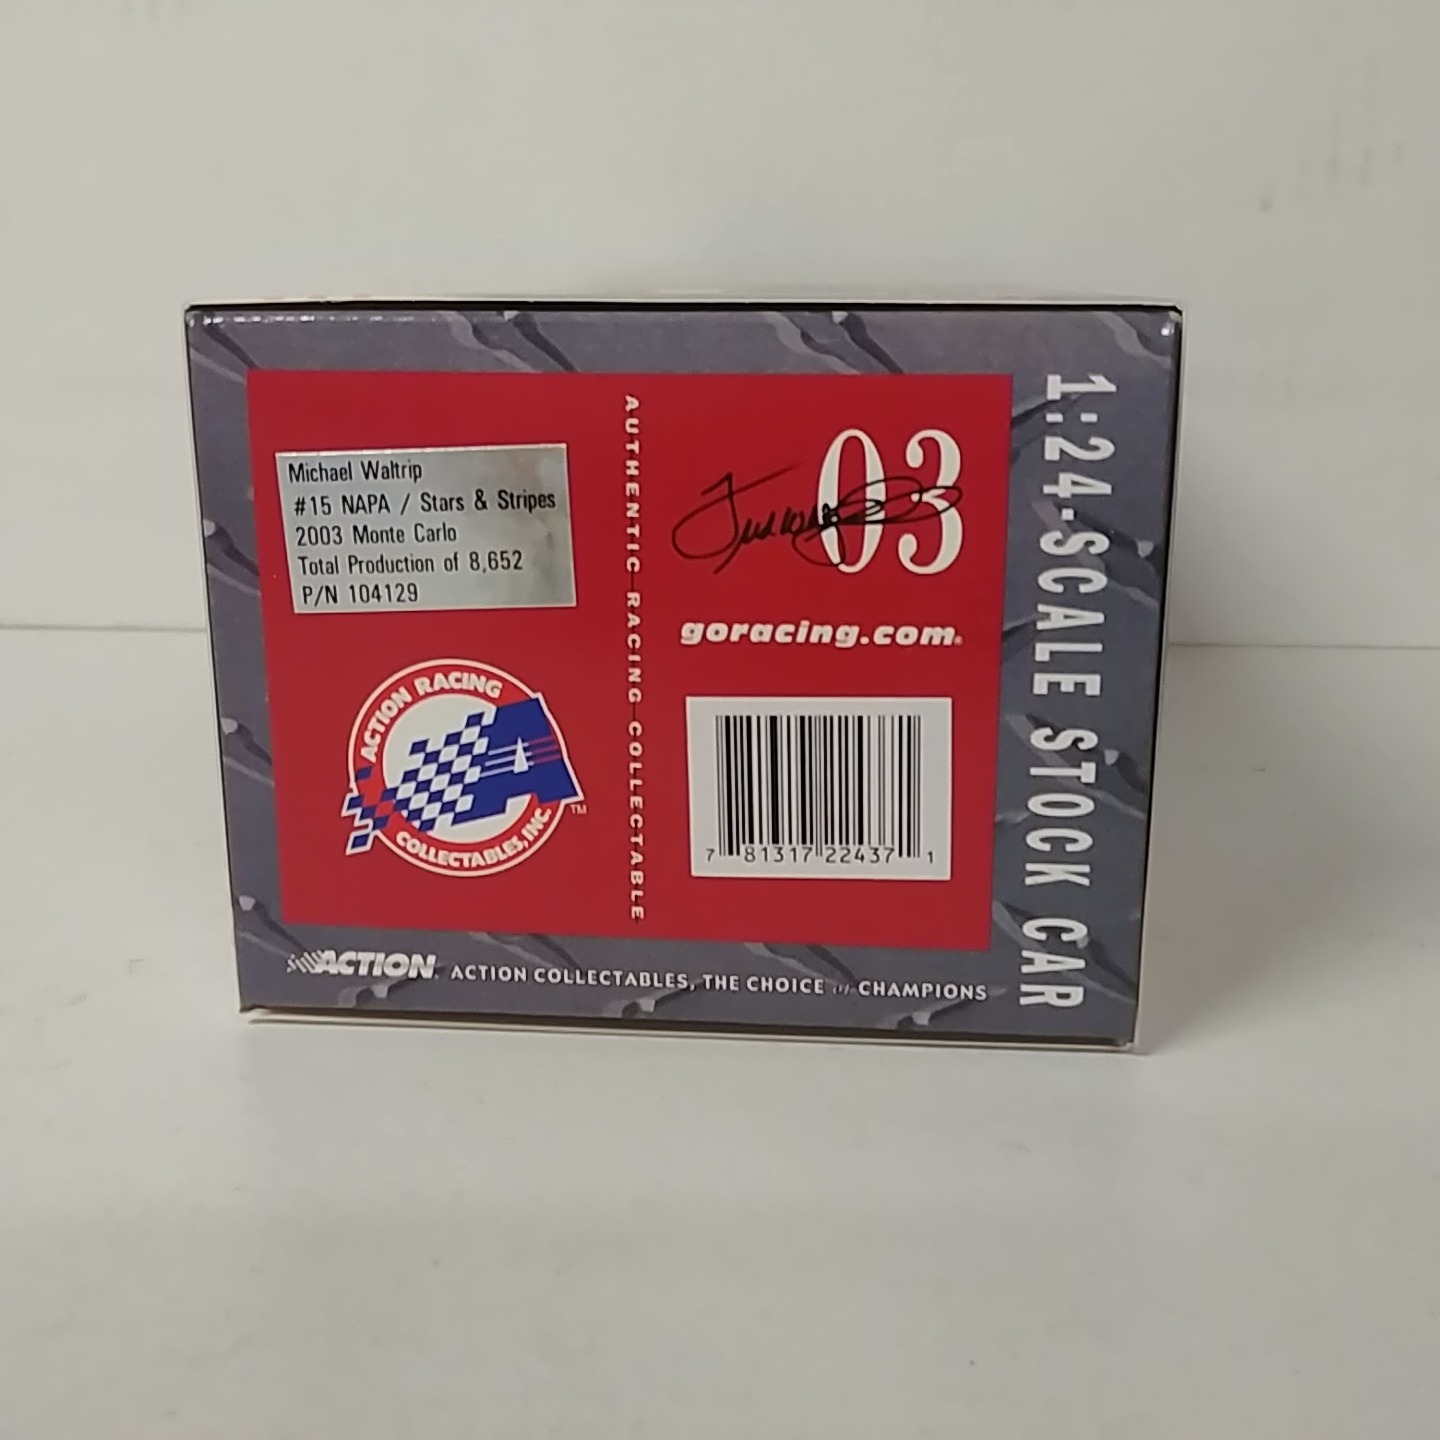 Michael Waltrip
#15 NAPA / Stars & Stripes
2003 Monte Carlo
Total Production of 8,652
P/N 104129
ACTION RACING
COLLECTABLES, INC.
TM
AUTHENTIC RACING COLLECTABLE
03
goracing.com
7 81317 22437 1
1:24-SCALE STOCK CAR
ACTION
ACTION COLLECTABLES, THE CHOICE of CHAMPIONS